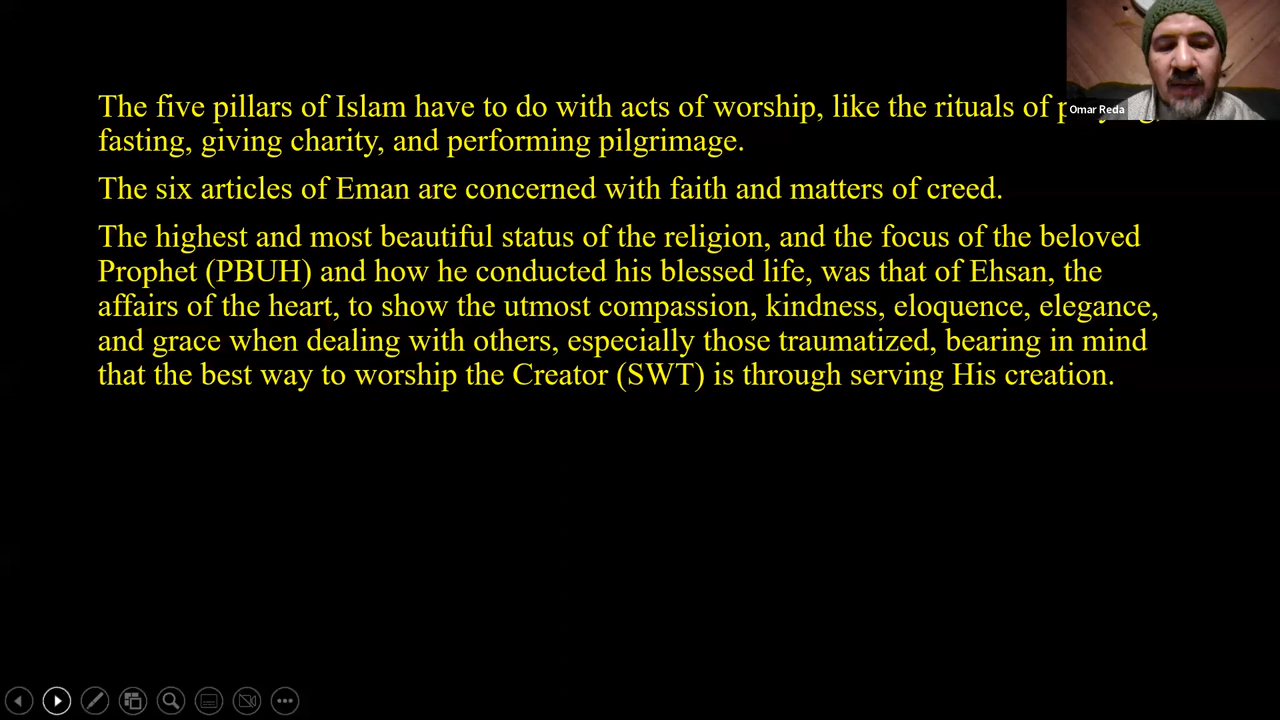 The five pillars of Islam have to do with acts of worship, like the rituals of
fasting, giving charity, and performing pilgrimage.
The six articles of Eman are concerned with faith and matters of creed.
The highest and most beautiful status of the religion, and the focus of the beloved
Prophet (PBUH) and how he conducted his blessed life, was that of Ehsan, the
affairs of the heart, to show the utmost compassion, kindness, eloquence, elegance,
and grace when dealing with others, especially those traumatized, bearing in mind
that the best way to worship the Creator (SWT) is through serving His creation.
Omar Reda